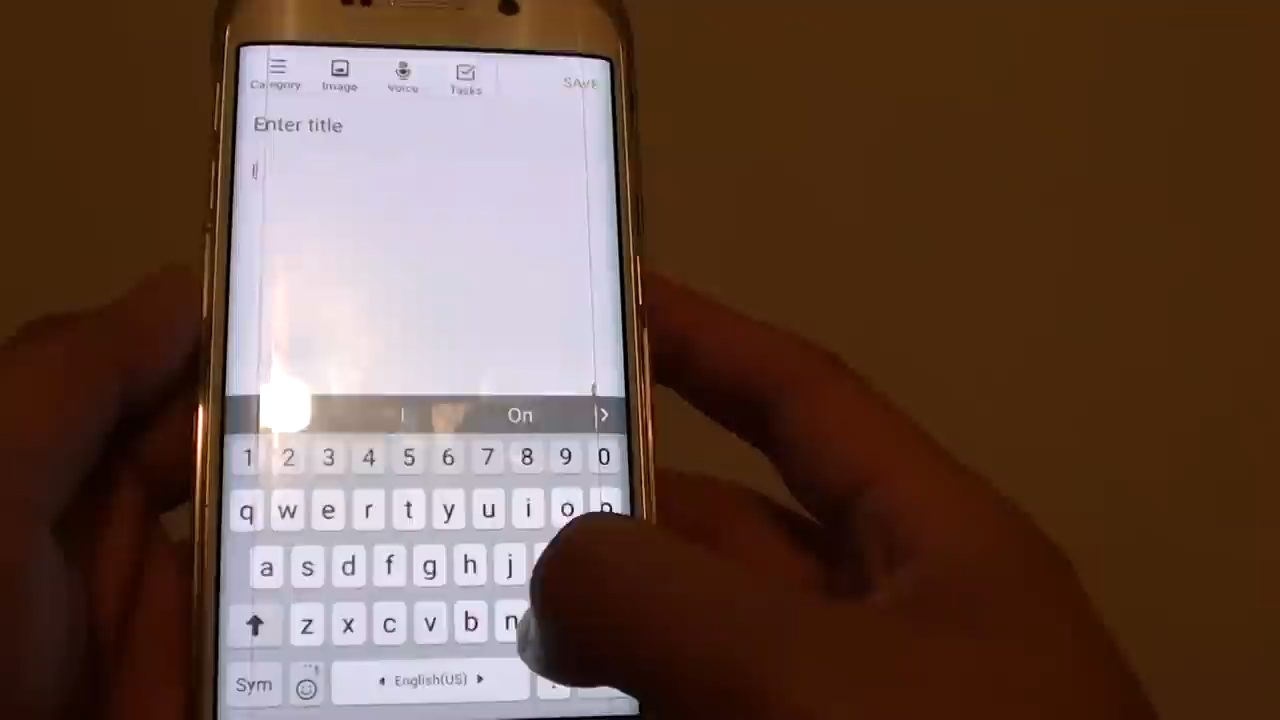 Category Image Voice Tasks SAVE
Enter title
I On >
1 2 3 4 5 6 7 8 9 0
q w e r t y u i o p
a s d f g h j
z x c v b n
Sym English(US)